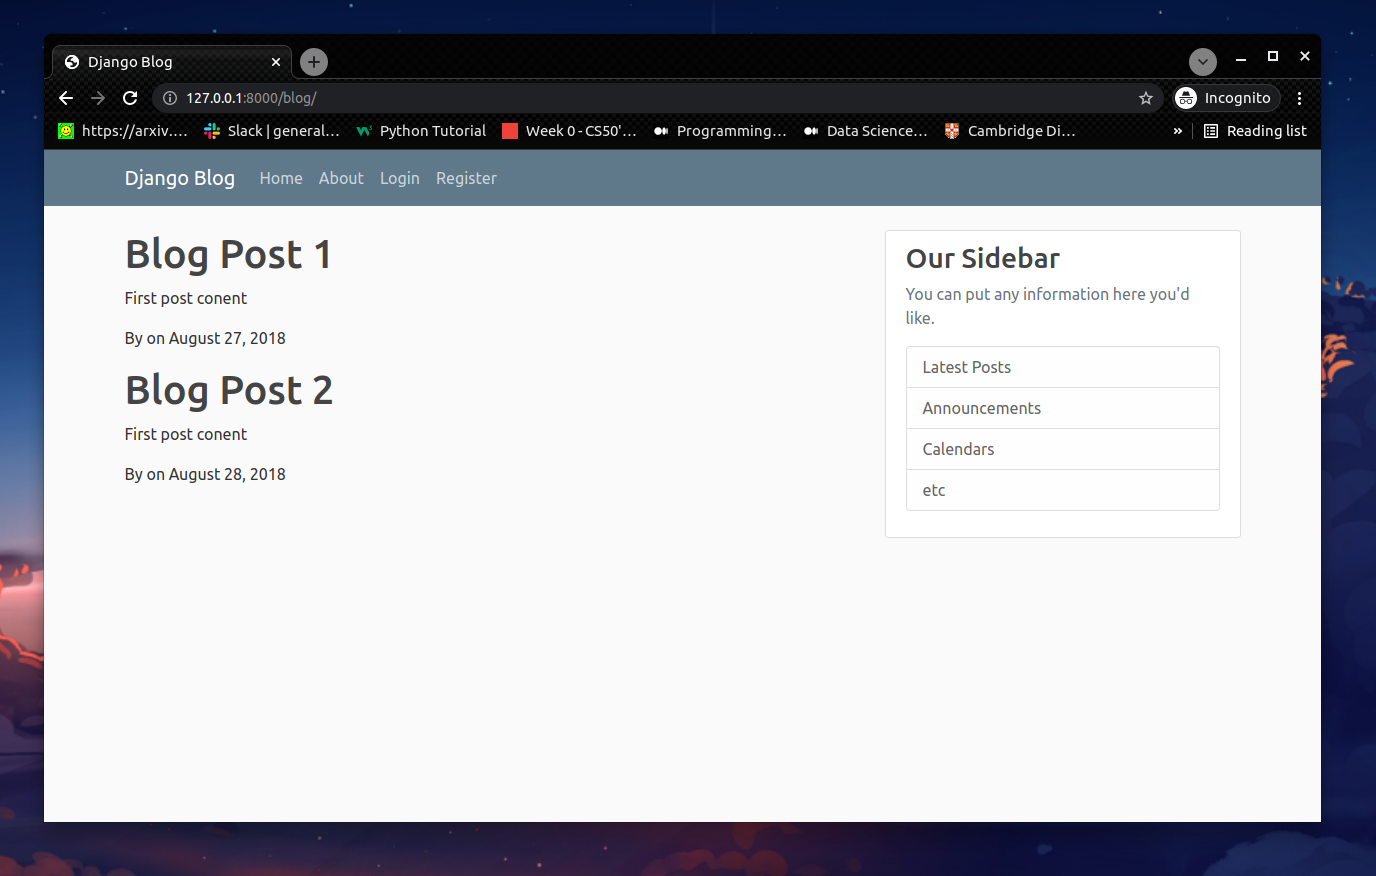 Django Blog
127.0.0.1:8000/blog/
Incognito
https://arxiv.... Slack | general... Python Tutorial Week 0 - CS50'... Programming... Data Science... Cambridge Di... » Reading list
Django Blog Home About Login Register
Blog Post 1
First post conent
By on August 27, 2018
Blog Post 2
First post conent
By on August 28, 2018
Our Sidebar
You can put any information here you'd
like.
Latest Posts
Announcements
Calendars
etc